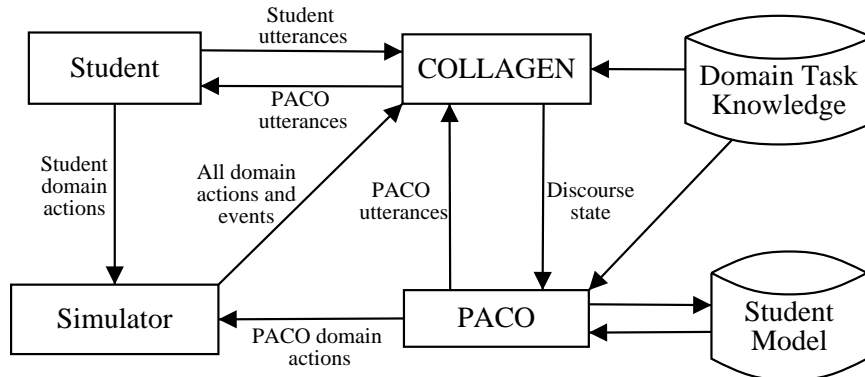 Student
utterances
Student
COLLAGEN
Domain Task
Knowledge
PACO
utterances
Student
domain
actions
All domain
actions and
events
PACO
utterances
Discourse
state
Simulator
PACO
Student
Model
PACO domain
actions